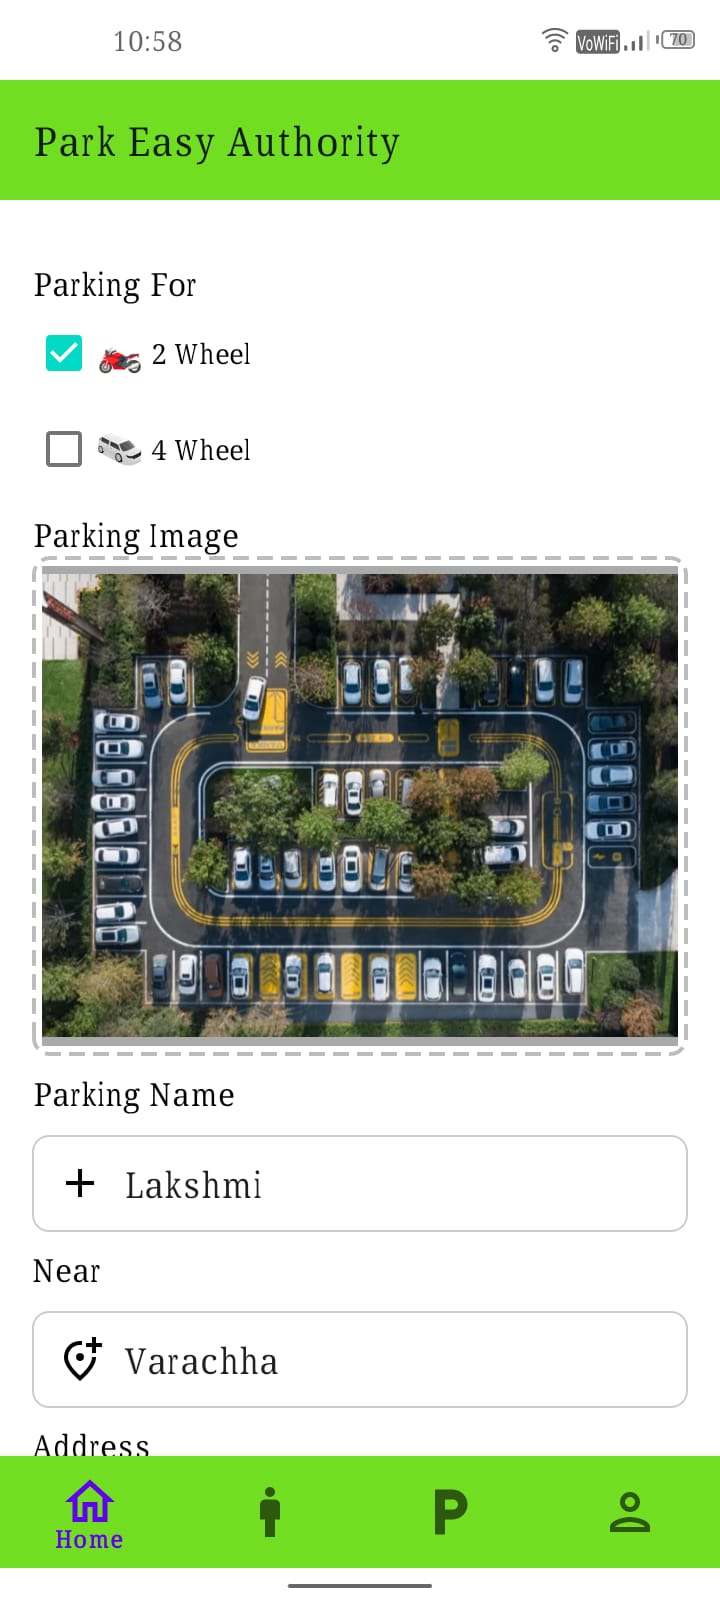 10:58
VoWiFi
70
Park Easy Authority
Parking For
2 Wheel
4 Wheel
Parking Image
Parking Name
Lakshmi
Near
Varachha
Address
P
Home